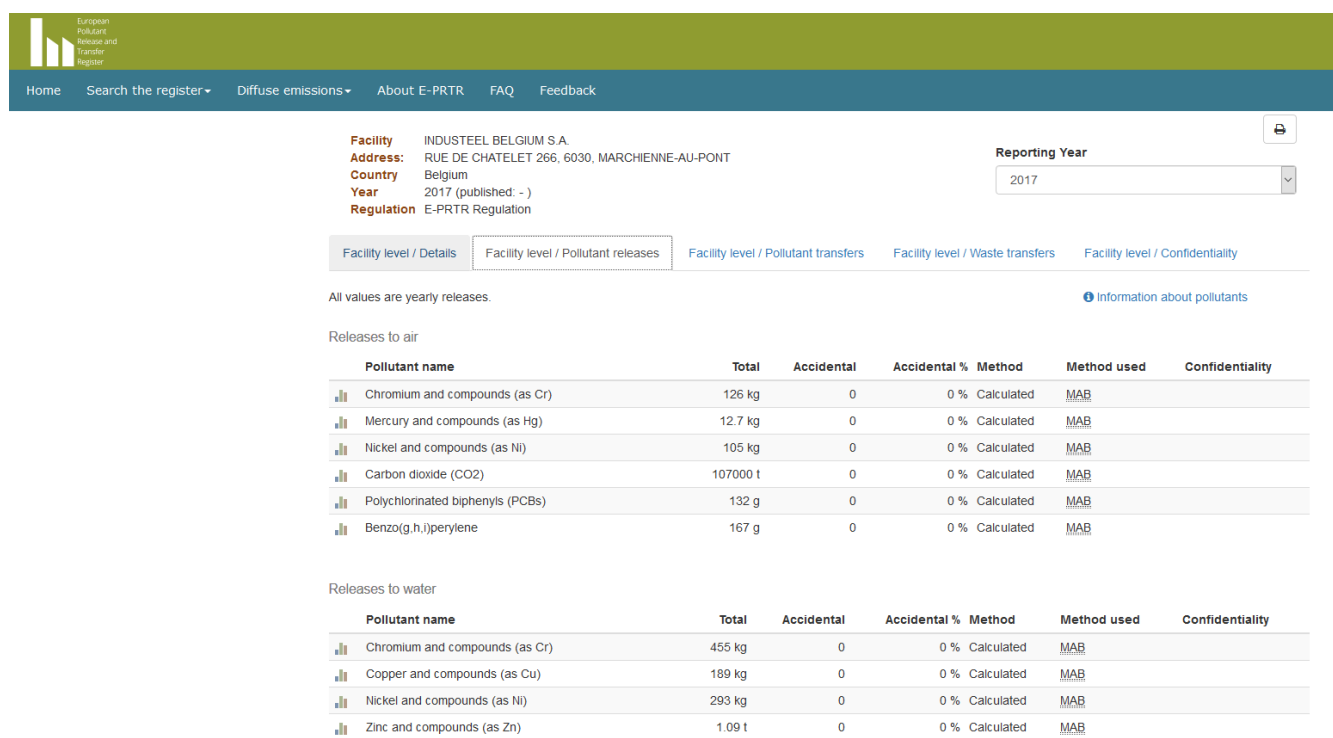 European
Pollutant
Release and
Transfer
Register
Home Search the register Diffuse emissions About E-PRTR FAQ Feedback
Facility INDUSTEEL BELGIUM S.A.
Address: RUE DE CHATELET 266, 6030, MARCHIENNE-AU-PONT
Country Belgium
Year 2017 (published: - )
Regulation E-PRTR Regulation
Reporting Year
2017
Facility level / Details Facility level / Pollutant releases Facility level / Pollutant transfers Facility level / Waste transfers Facility level / Confidentiality
All values are yearly releases. Information about pollutants
Releases to air
Pollutant name Total Accidental Accidental % Method Method used Confidentiality
Chromium and compounds (as Cr) 126 kg 0 0 % Calculated MAB
Mercury and compounds (as Hg) 12.7 kg 0 0 % Calculated MAB
Nickel and compounds (as Ni) 105 kg 0 0 % Calculated MAB
Carbon dioxide (CO2) 107000 t 0 0 % Calculated MAB
Polychlorinated biphenyls (PCBs) 132 g 0 0 % Calculated MAB
Benzo(g,h,i)perylene 167 g 0 0 % Calculated MAB
Releases to water
Pollutant name Total Accidental Accidental % Method Method used Confidentiality
Chromium and compounds (as Cr) 455 kg 0 0 % Calculated MAB
Copper and compounds (as Cu) 189 kg 0 0 % Calculated MAB
Nickel and compounds (as Ni) 293 kg 0 0 % Calculated MAB
Zinc and compounds (as Zn) 1.09 t 0 0 % Calculated MAB